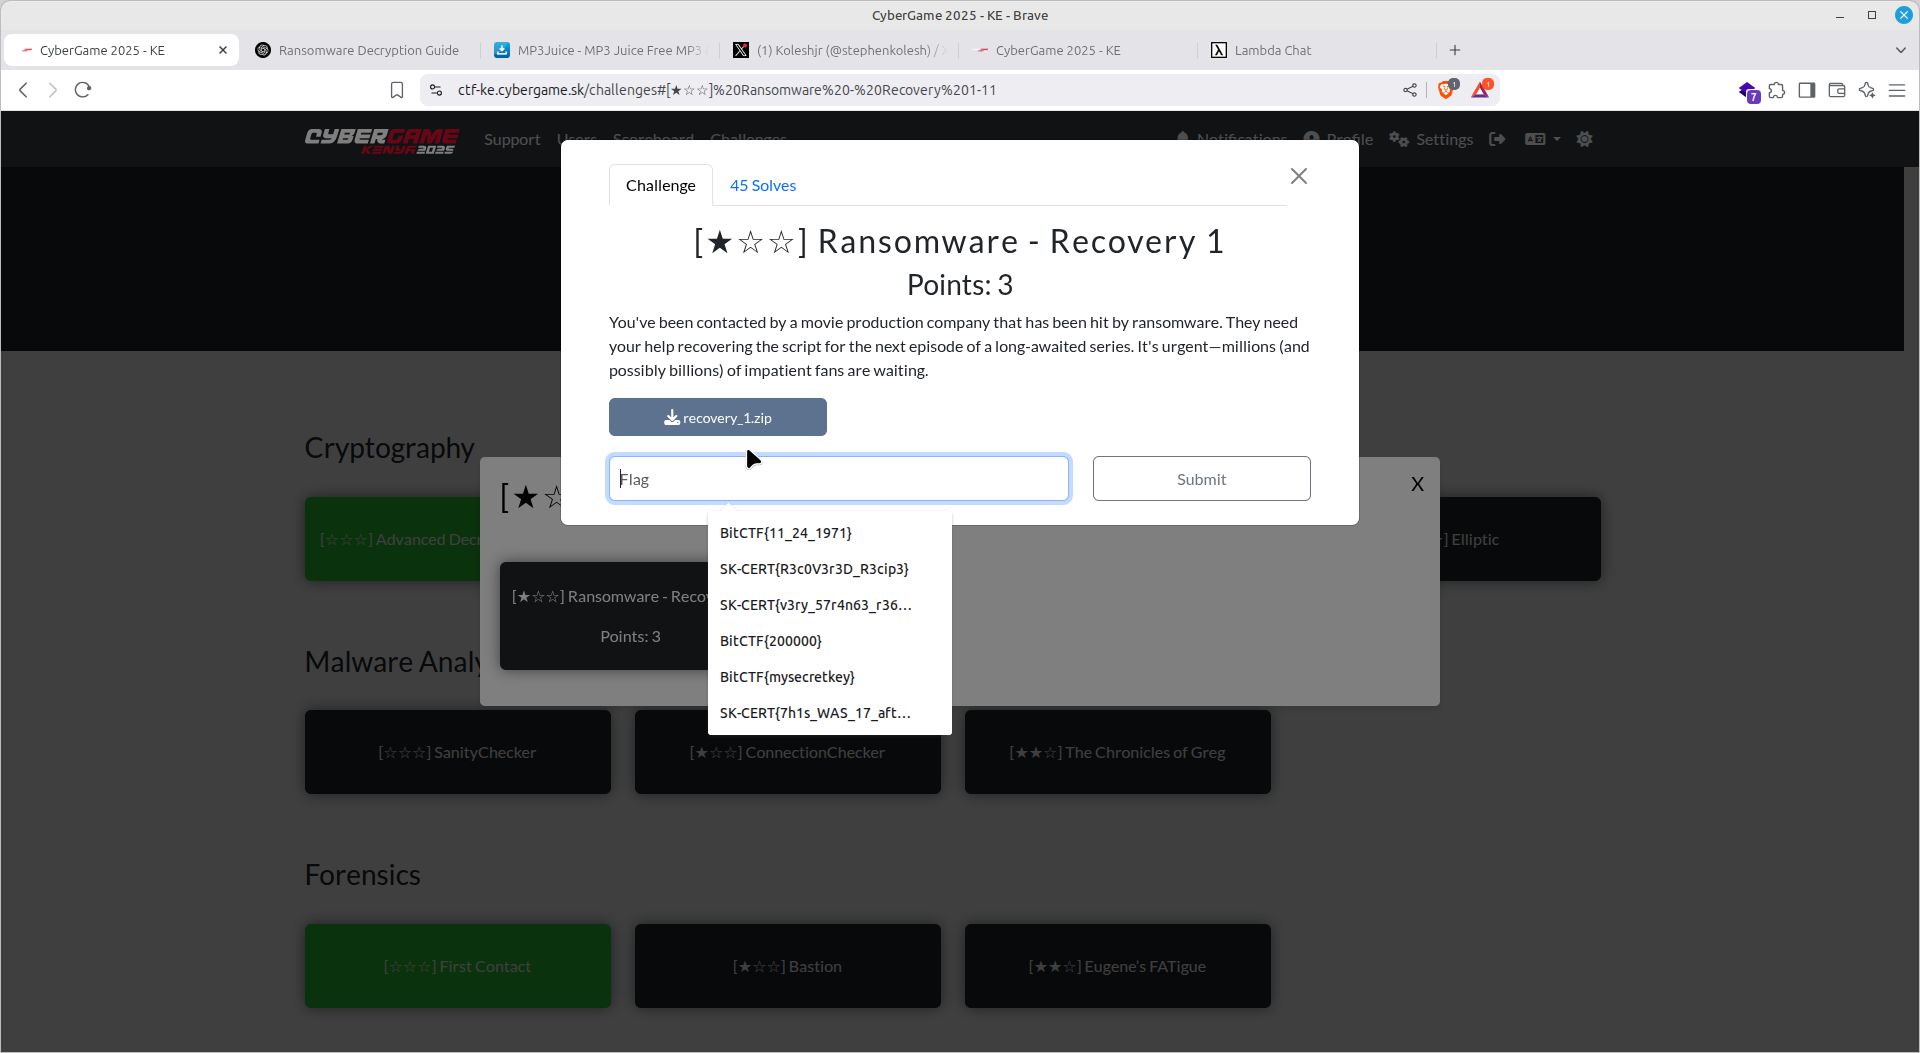 CyberGame 2025 - KE - Brave
CyberGame 2025 - KE
Ransomware Decryption Guide
MP3Juice - MP3 Juice Free MP3
(1) Koleshjr (@stephenkolesh) /
CyberGame 2025 - KE
Lambda Chat
ctf-ke.cybergame.sk/challenges#[★☆☆]%20Ransomware%20-%20Recovery%201-11
1
1
7
CYBERGAME
KENYA 2025
Support
Users
Scoreboard
Challenges
Notifications
Profile
Settings
Challenge
45 Solves
[★☆☆] Ransomware - Recovery 1
Points: 3
You've been contacted by a movie production company that has been hit by ransomware. They need
your help recovering the script for the next episode of a long-awaited series. It's urgent—millions (and
possibly billions) of impatient fans are waiting.
recovery_1.zip
Flag
Submit
BitCTF{11_24_1971}
SK-CERT{R3c0V3r3D_R3cip3}
SK-CERT{v3ry_57r4n63_r36...
BitCTF{200000}
BitCTF{mysecretkey}
SK-CERT{7h1s_WAS_17_aft...
Cryptography
[★☆
X
[☆☆☆] Advanced Decr
] Elliptic
[★☆☆] Ransomware - Reco
Points: 3
Malware Analy
[☆☆☆] SanityChecker
[★☆☆] ConnectionChecker
[★★☆] The Chronicles of Greg
Forensics
[☆☆☆] First Contact
[★☆☆] Bastion
[★★☆] Eugene's FATigue